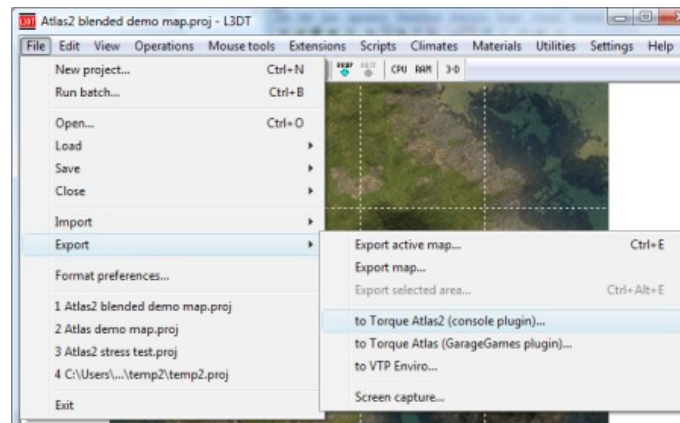 Atlas2 blended demo map.proj - L3DT
File Edit View Operations Mouse tools Extensions Scripts Climates Materials Utilities Settings Help
CPU RAM 3-D
New project... Ctrl+N
Run batch... Ctrl+B
Open... Ctrl+O
Load
Save
Close
Import
Export
Format preferences...
1 Atlas2 blended demo map.proj
2 Atlas demo map.proj
3 Atlas2 stress test.proj
4 C:\Users\...\temp2\temp2.proj
Exit
Export active map... Ctrl+E
Export map...
Export selected area... Ctrl+Alt+E
to Torque Atlas2 (console plugin)...
to Torque Atlas (GarageGames plugin)...
to VTP Enviro...
Screen capture...